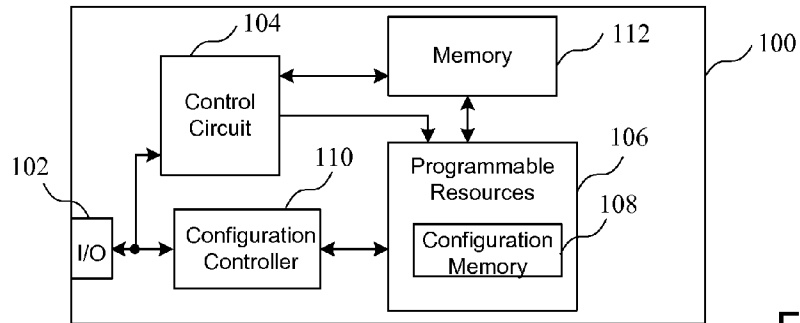 104
Memory
112
100
Control
Circuit
102
110
Programmable
Resources
106
I/O
Configuration
Controller
Configuration
Memory
108